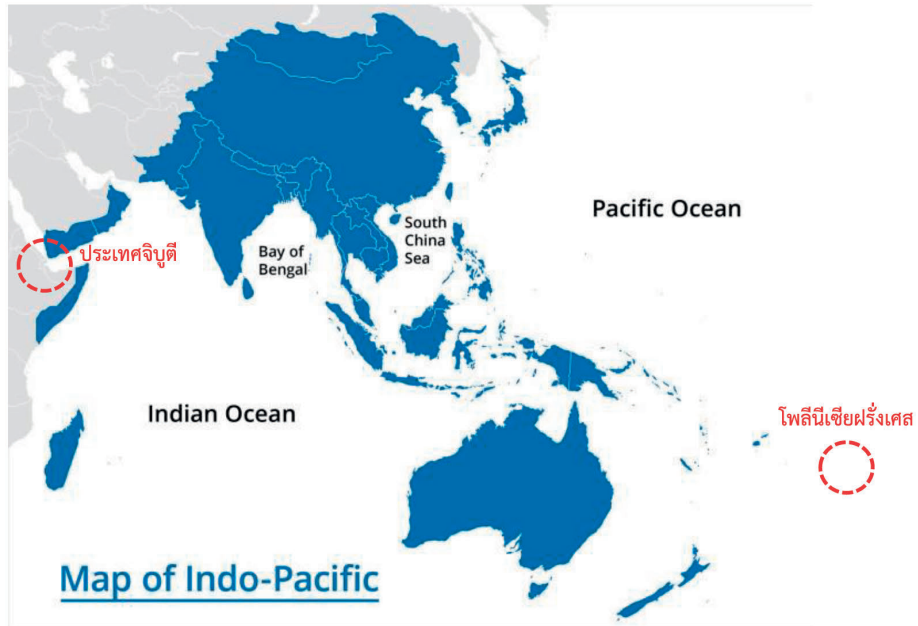 Pacific Ocean
South
China
Sea
ประเทศจิบูตี
Bay of
Bengal
Indian Ocean
โพลีนีเซียฝรั่งเศส
Map of Indo-Pacific